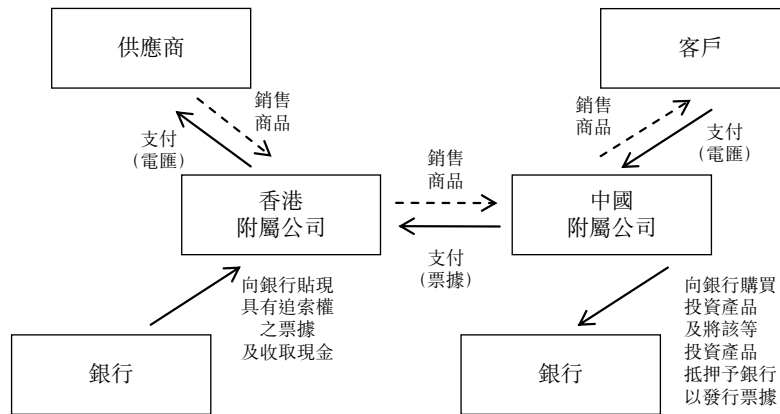 供應商
客戶
銷售
商品
支付
(電匯)
銷售
商品
支付
(電匯)
香港
附屬公司
銷售
商品
支付
(票據)
中國
附屬公司
向銀行貼現
具有追索權
之票據
及收取現金
銀行
向銀行購買
投資產品
及將該等
投資產品
抵押予銀行
以發行票據
銀行